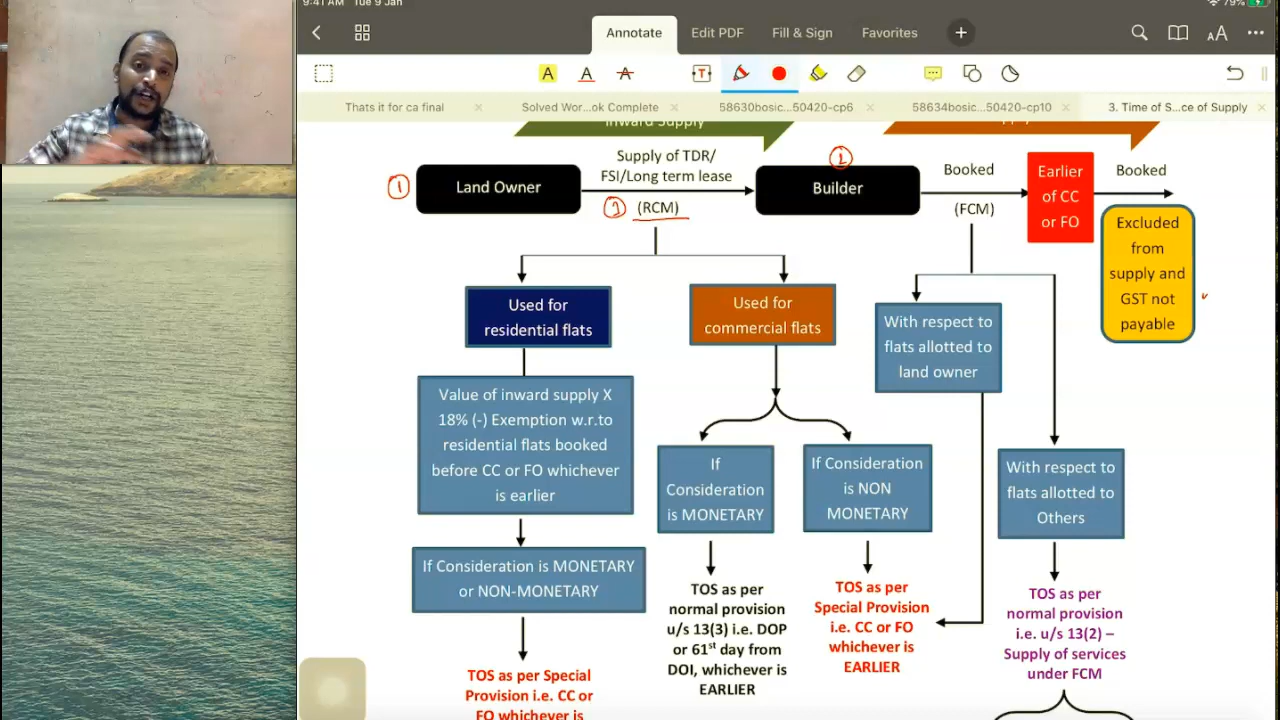 9:41 AM Tue 9 Jan
79%
Annotate
Edit PDF
Fill & Sign
Favorites
Thats it for ca final
Solved Wor...ok Complete
58630bosic...50420-cp6
58634bosic...50420-cp10
3. Time of S...ce of Supply
Inward Supply
Land Owner
Supply of TDR/
FSI/Long term lease
(RCM)
Builder
Booked
(FCM)
Earlier
of CC
or FO
Booked
Excluded
from
supply and
GST not
payable
Used for
residential flats
Used for
commercial flats
With respect to
flats allotted to
land owner
Value of inward supply X
18% (-) Exemption w.r.to
residential flats booked
before CC or FO whichever
is earlier
If
Consideration
is MONETARY
If Consideration
is NON
MONETARY
With respect to
flats allotted to
Others
If Consideration is MONETARY
or NON-MONETARY
TOS as per
normal provision
u/s 13(3) i.e. DOP
or 61st day from
DOI, whichever is
EARLIER
TOS as per
Special Provision
i.e. CC or FO
whichever is
EARLIER
TOS as per
normal provision
i.e. u/s 13(2) –
Supply of services
under FCM
TOS as per Special
Provision i.e. CC or
FO whichever is